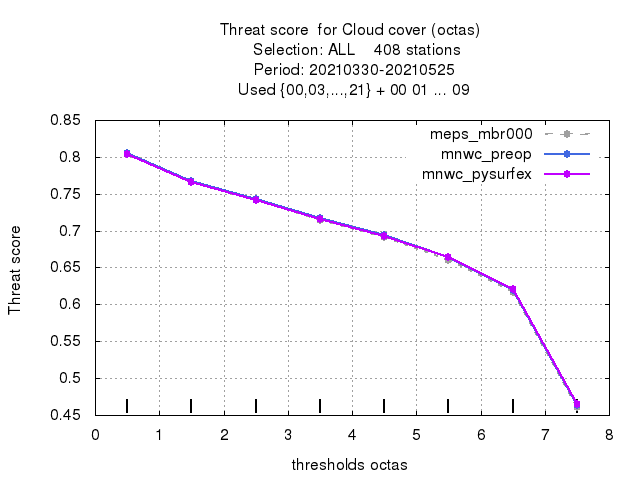 Threat score  for Cloud cover (octas)
Selection: ALL    408 stations
Period: 20210330-20210525
Used {00,03,...,21} + 00 01 ... 09
meps_mbr000
mnwc_preop
mnwc_pysurfex
0.85
0.8
0.75
0.7
0.65
0.6
0.55
0.5
0.45
Threat score
0 1 2 3 4 5 6 7 8
thresholds octas